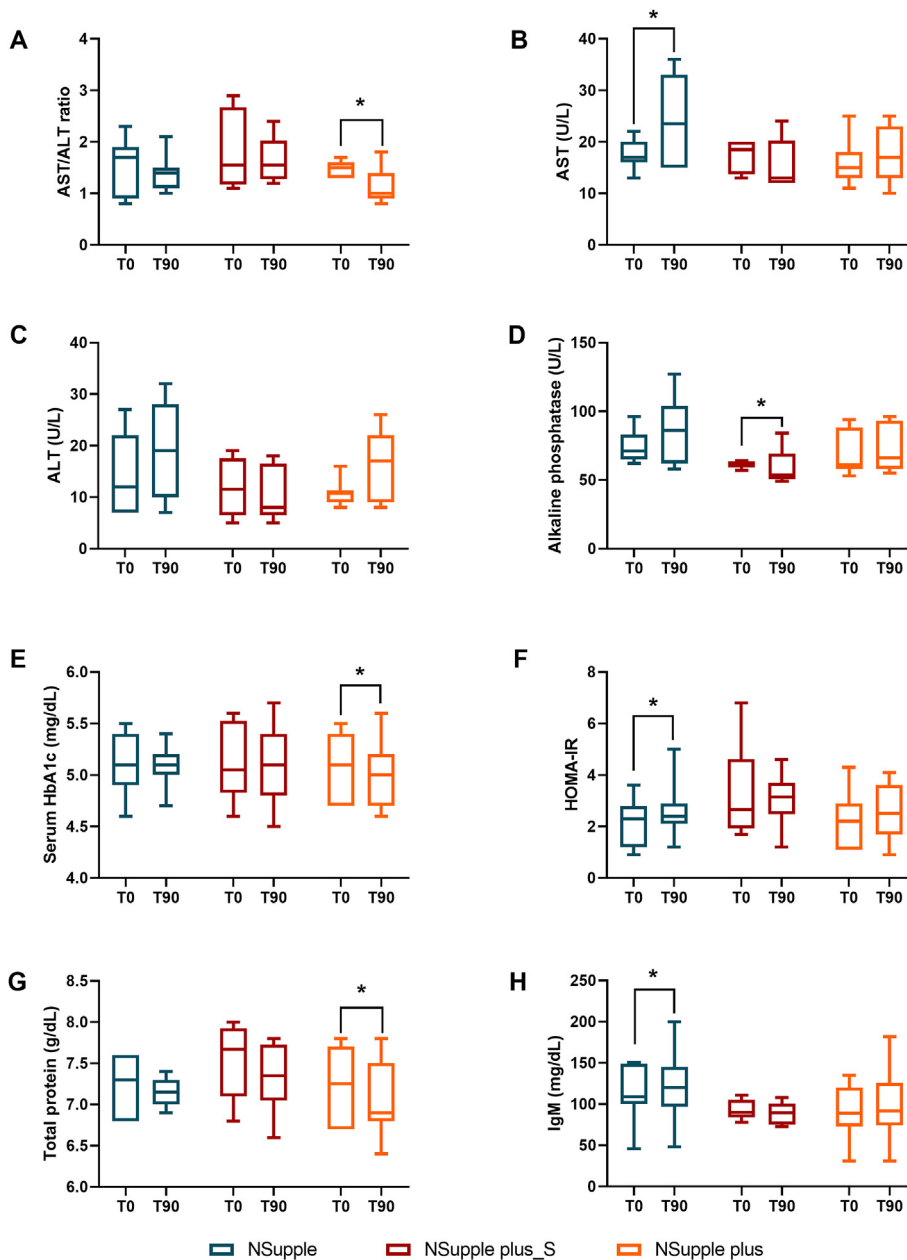 A
AST/ALT ratio
4
3
2
1
0
*
T0 T90 T0 T90 T0 T90
B
AST (U/L)
40
30
20
10
0
*
T0 T90 T0 T90 T0 T90
C
ALT (U/L)
40
30
20
10
0
T0 T90 T0 T90 T0 T90
D
Alkaline phosphatase (U/L)
150
100
50
0
*
T0 T90 T0 T90 T0 T90
E
Serum HbA1c (mg/dL)
6.0
5.5
5.0
4.5
4.0
*
T0 T90 T0 T90 T0 T90
F
HOMA-IR
8
6
4
2
0
*
T0 T90 T0 T90 T0 T90
G
Total protein (g/dL)
8.5
8.0
7.5
7.0
6.5
6.0
*
T0 T90 T0 T90 T0 T90
H
IgM (mg/dL)
250
200
150
100
50
0
*
T0 T90 T0 T90 T0 T90
NSupple NSupple plus_S NSupple plus